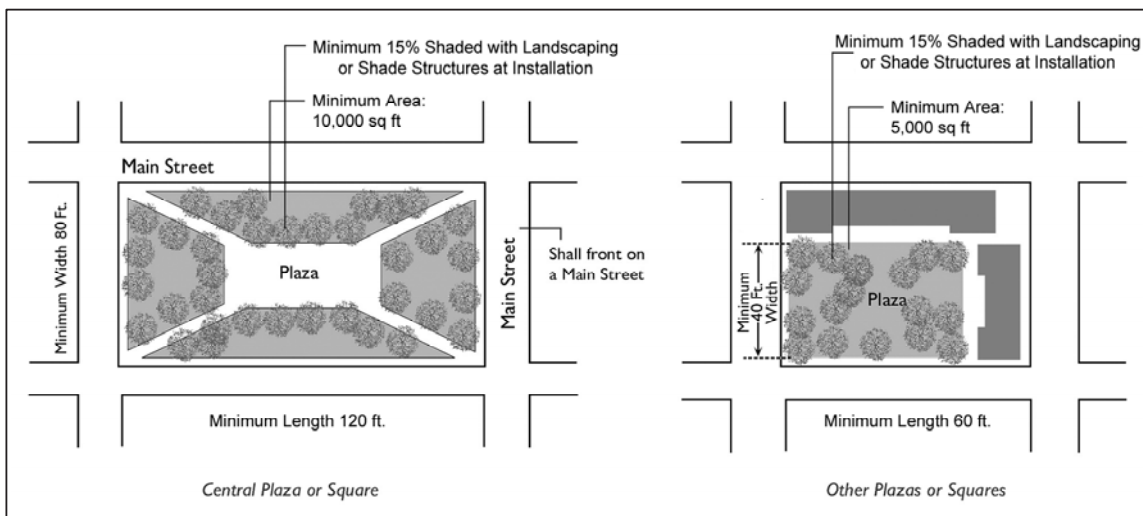 Minimum 15% Shaded with Landscaping
or Shade Structures at Installation
Minimum Area:
10,000 sq ft
Main Street
Minimum Width 80 Ft.
Plaza
Main Street
Shall front on
a Main Street
Minimum Length 120 ft.
Central Plaza or Square
Minimum 15% Shaded with Landscaping
or Shade Structures at Installation
Minimum Area:
5,000 sq ft
Minimum
40 Ft.
Width
Plaza
Minimum Length 60 ft.
Other Plazas or Squares